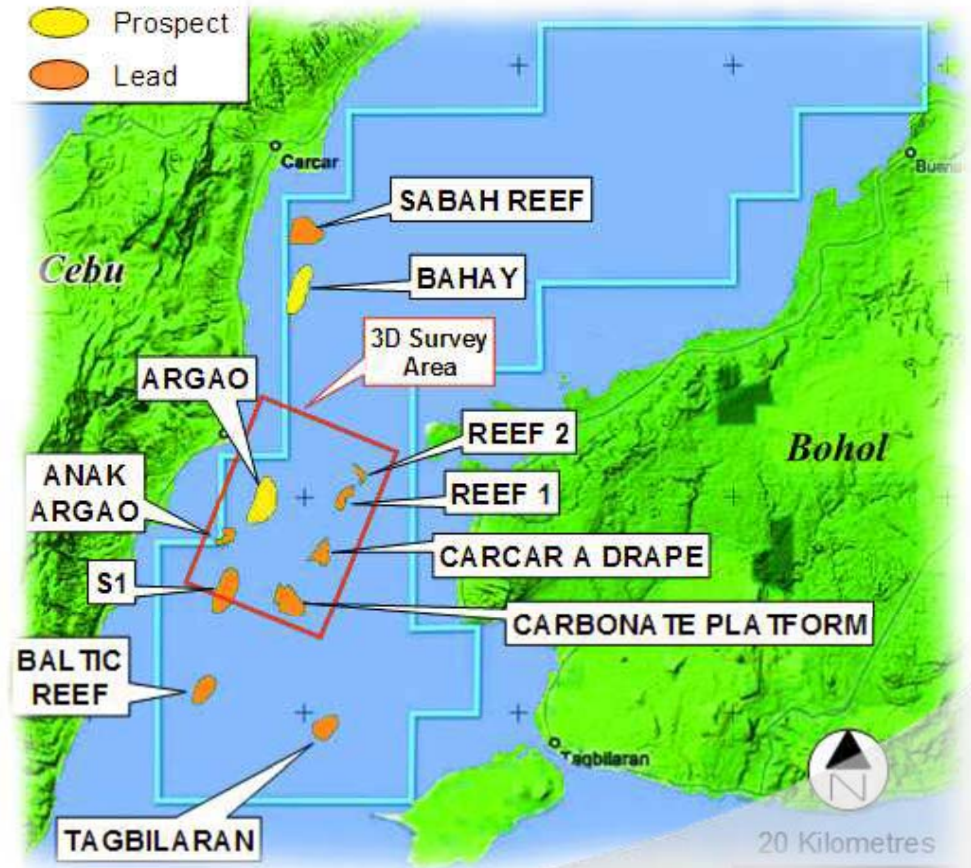 Prospect
Lead
Carcar
Buena
SABAH REEF
Cebu
BAHAY
3D Survey
Area
ARGAO
REEF 2
Bohol
ANAK
ARGAO
REEF 1
CARCAR A DRAPE
S1
CARBONATE PLATFORM
BALTIC
REEF
Tagbilaran
TAGBILARAN
N
20 Kilometres